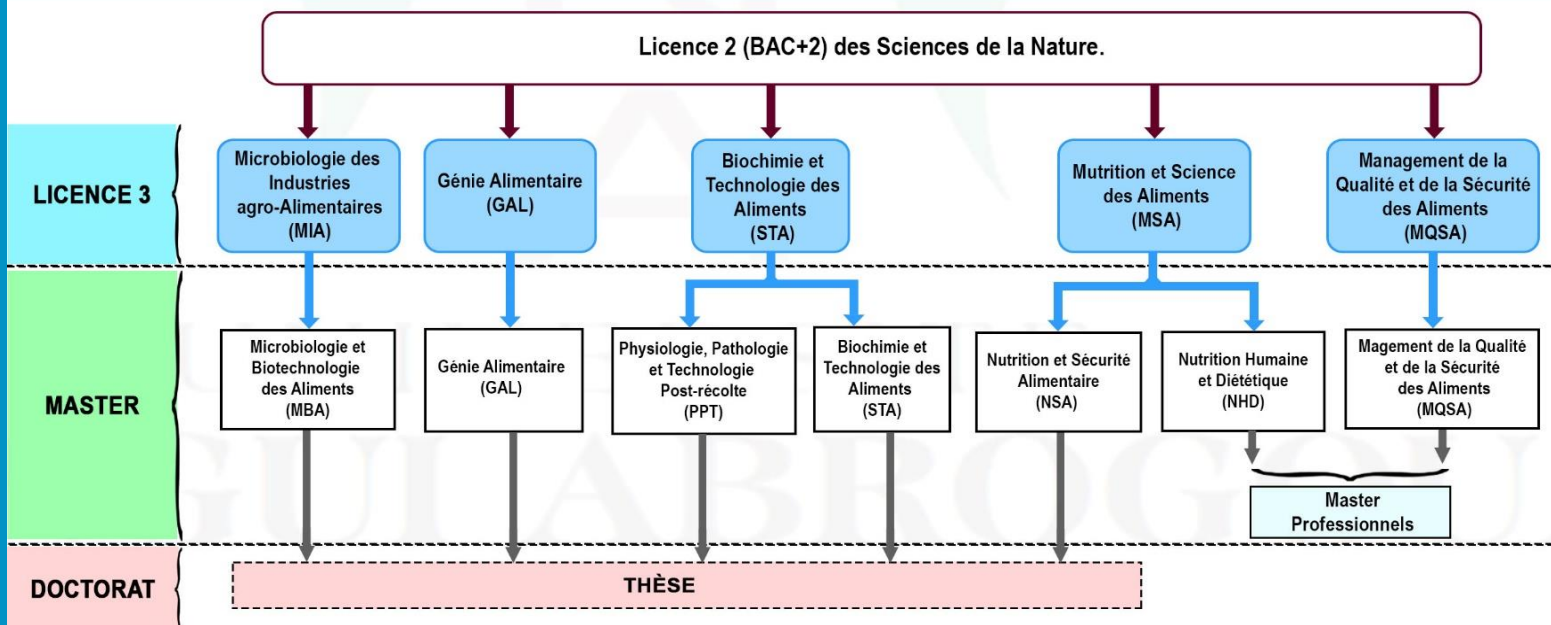 Licence 2 (BAC+2) des Sciences de la Nature.
LICENCE 3
Microbiologie des
Industries
agro-Alimentaires
(MIA)
Génie Alimentaire
(GAL)
Biochimie et
Technologie des
Aliments
(STA)
Mutrition et Science
des Aliments
(MSA)
Management de la
Qualité et de la Sécurité
des Aliments
(MQSA)
MASTER
Microbiologie et
Biotechnologie
des Aliments
(MBA)
Génie Alimentaire
(GAL)
Physiologie, Pathologie
et Technologie
Post-récolte
(PPT)
Biochimie et
Technologie des
Aliments
(STA)
Nutrition et Sécurité
Alimentaire
(NSA)
Nutrition Humaine
et Diététique
(NHD)
Magement de la Qualité
et de la Sécurité
des Aliments
(MQSA)
Master
Professionnels
DOCTORAT
THÈSE